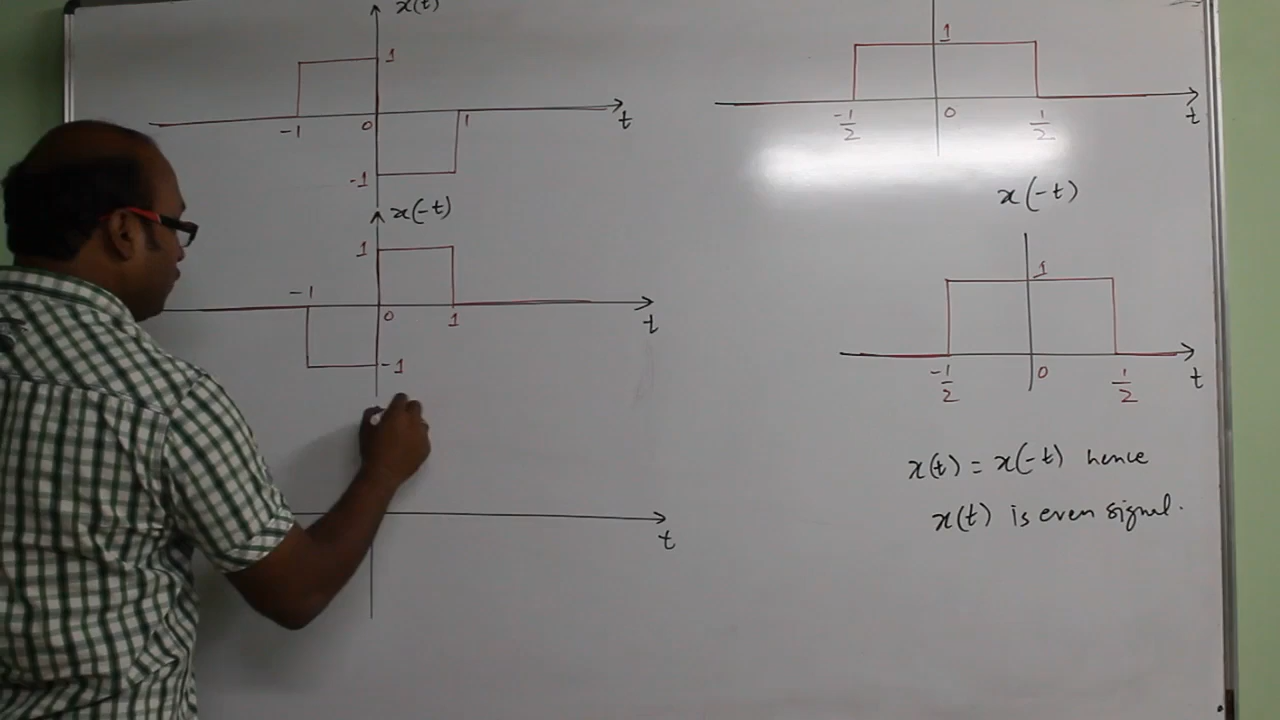 x(t)
1
-1 0 1 t
-1
x(-t)
1
-1
0 1 t
-1
t
1
-1/2 0 1/2 t
x(-t)
1
-1/2 0 1/2 t
x(t) = x(-t) hence
x(t) is even signal.